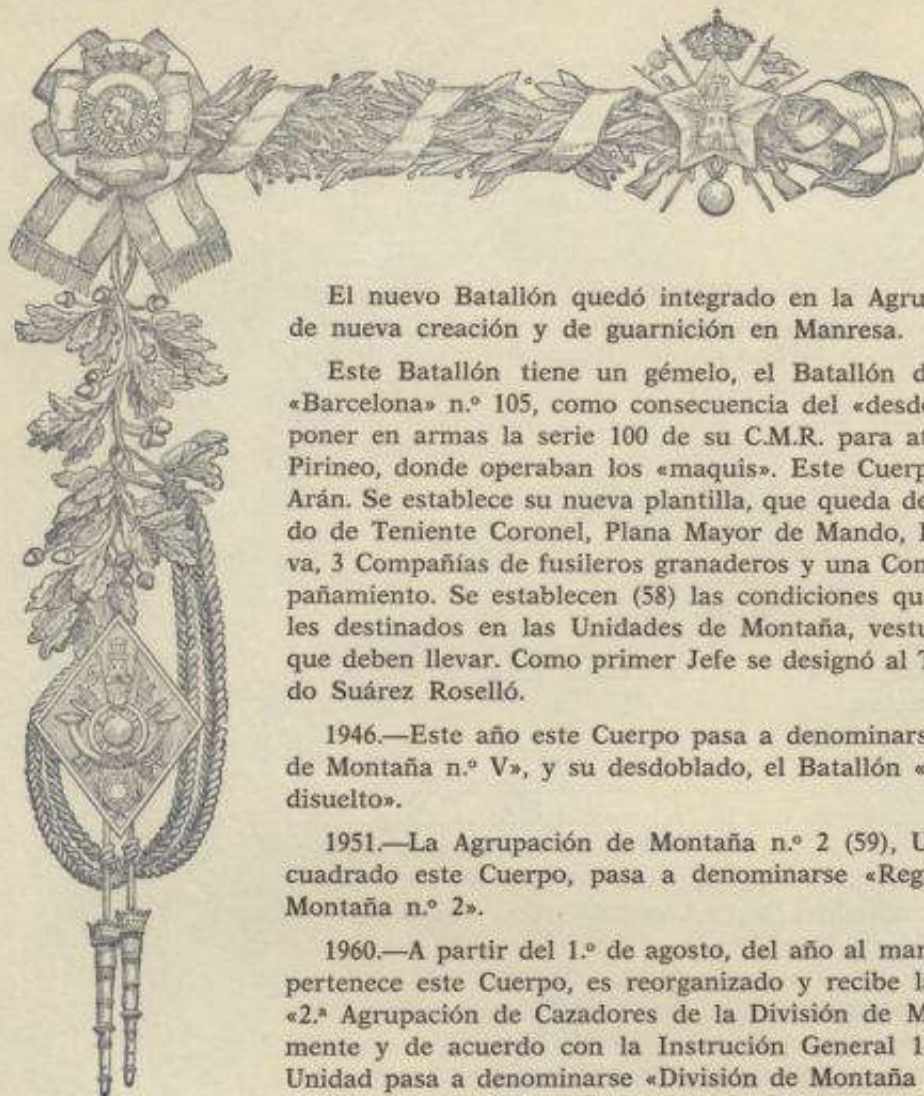 El nuevo Batallón quedó integrado en la Agru
de nueva creación y de guarnición en Manresa.
Este Batallón tiene un gémelo, el Batallón d
«Barcelona» n.º 105, como consecuencia del «desdo
poner en armas la serie 100 de su C.M.R. para at
Pirineo, donde operaban los «maquis». Este Cuerp
Arán. Se establece su nueva plantilla, que queda de
do de Teniente Coronel, Plana Mayor de Mando, 
va, 3 Compañías de fusileros granaderos y una Com
pañamiento. Se establecen (58) las condiciones qu
les destinados en las Unidades de Montaña, vestu
que deben llevar. Como primer Jefe se designó al
do Suárez Roselló.
1946.—Este año este Cuerpo pasa a denominars
de Montaña n.º V», y su desdoblado, el Batallón «
disuelto».
1951.—La Agrupación de Montaña n.º 2 (59), U
cuadrado este Cuerpo, pasa a denominarse «Reg
Montaña n.º 2».
1960.—A partir del 1.º de agosto, del año al mar
pertenece este Cuerpo, es reorganizado y recibe la
«2.ª Agrupación de Cazadores de la División de M
mente y de acuerdo con la Instrución General 1
Unidad pasa a denominarse «División de Montaña